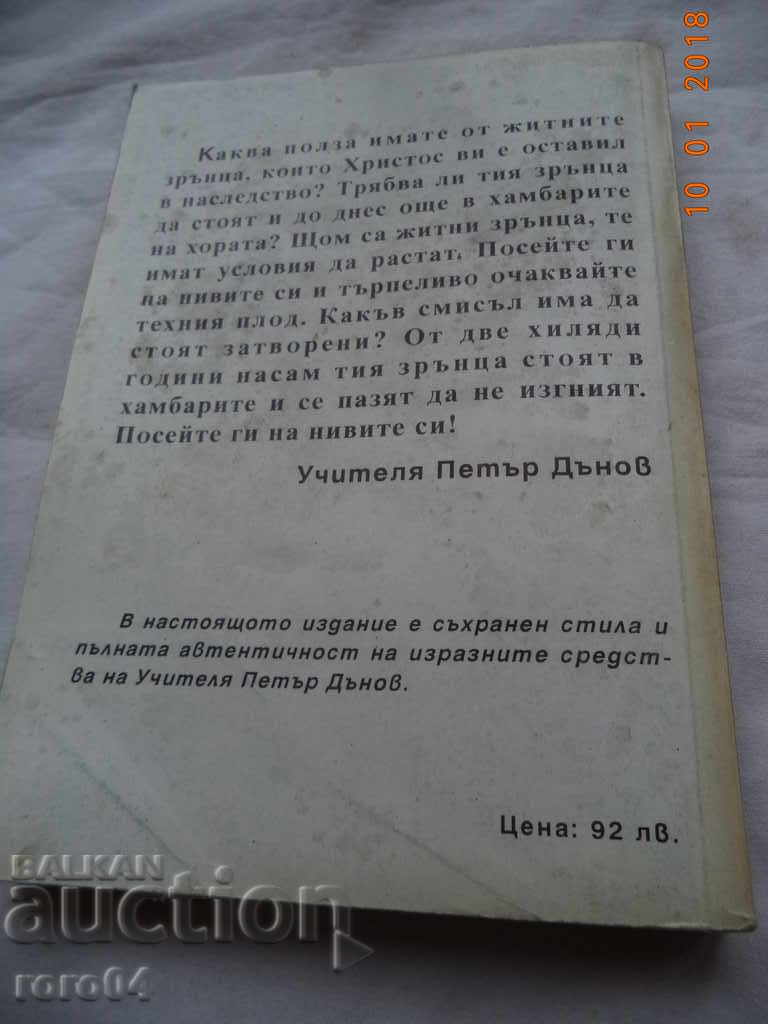 Каква полза имате от житните
зрънца, които Христос ви е оставил
в наследство? Трябва ли тия зрънца
да стоят и до днес още в хамбарите
на хората? Щом са житни зрънца, те
имат условия да растат. Посейте ги
на нивите си и търпеливо очаквайте
техния плод. Какъв смисъл има да
стоят затворени? От две хиляди
години насам тия зрънца стоят в
хамбарите и се пазят да не изгният.
Посейте ги на нивите си!
Учителя Петър Дънов
В настоящото издание е съхранен стила и
пълната автентичност на изразните средст-
ва на Учителя Петър Дънов.
Цена: 92 лв.
10 01 2018
BALKAN
auction
roro04